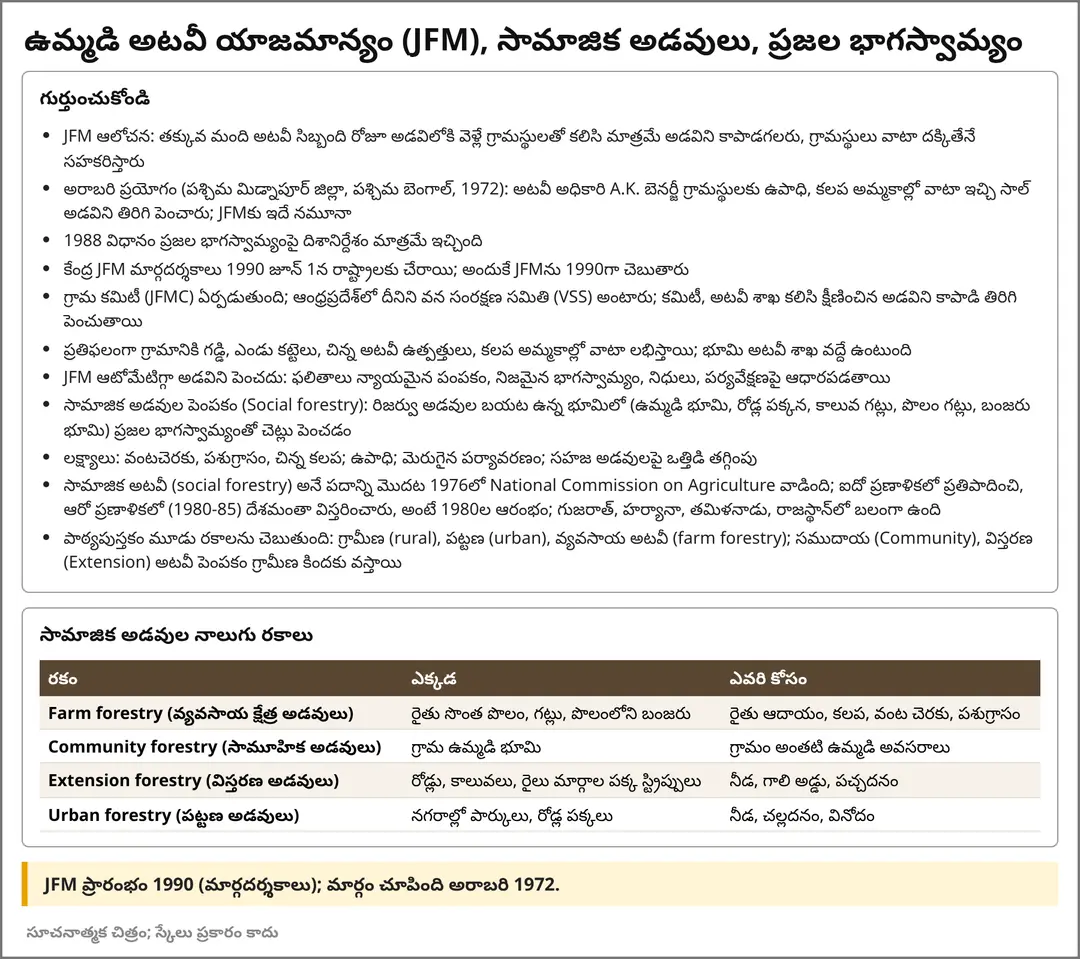 ఉమ్మడి అటవీ యాజమాన్యం (JFM), సామాజిక అడవులు, ప్రజల భాగస్వామ్యం
గుర్తుంచుకోండి
• JFM ఆలోచన: తక్కువ మంది అటవీ సిబ్బంది రోజూ అడవిలోకి వెళ్లే గ్రామస్థులతో కలిసి మాత్రమే అడవిని కాపాడగలరు, గ్రామస్థులు వాటా దక్కితేనే
సహకరిస్తారు
• అరాబరి ప్రయోగం (పశ్చిమ మిడ్నాపూర్ జిల్లా, పశ్చిమ బెంగాల్, 1972): అటవీ అధికారి A.K. బెనర్జీ గ్రామస్థులకు ఉపాధి, కలప అమ్మకాల్లో వాటా ఇచ్చి సాల్
అడవిని తిరిగి పెంచారు; JFMకు ఇదే నమూనా
• 1988 విధానం ప్రజల భాగస్వామ్యంపై దిశానిర్దేశం మాత్రమే ఇచ్చింది
• కేంద్ర JFM మార్గదర్శకాలు 1990 జూన్ 1న రాష్ట్రాలకు చేరాయి; అందుకే JFMను 1990గా చెబుతారు
• గ్రామ కమిటీ (JFMC) ఏర్పడుతుంది; ఆంధ్రప్రదేశ్‌లో దీనిని వన సంరక్షణ సమితి (VSS) అంటారు; కమిటీ, అటవీ శాఖ కలిసి క్షీణించిన అడవిని కాపాడి తిరిగి
పెంచుతాయి
• ప్రతిఫలంగా గ్రామానికి గడ్డి, ఎండు కట్టెలు, చిన్న అటవీ ఉత్పత్తులు, కలప అమ్మకాల్లో వాటా లభిస్తాయి; భూమి అటవీ శాఖ వద్దే ఉంటుంది
• JFM ఆటోమేటిగ్గా అడవిని పెంచదు: ఫలితాలు న్యాయమైన పంపకం, నిజమైన భాగస్వామ్యం, నిధులు, పర్యవేక్షణపై ఆధారపడతాయి
• సామాజిక అడవుల పెంపకం (Social forestry): రిజర్వు అడవుల బయట ఉన్న భూమిలో (ఉమ్మడి భూమి, రోడ్ల పక్కన, కాలువ గట్లు, పొలం గట్లు, బంజరు
భూమి) ప్రజల భాగస్వామ్యంతో చెట్లు పెంచడం
• లక్ష్యాలు: వంటచెరకు, పశుగ్రాసం, చిన్న కలప; ఉపాధి; మెరుగైన పర్యావరణం; సహజ అడవులపై ఒత్తిడి తగ్గింపు
• సామాజిక అటవీ (social forestry) అనే పదాన్ని మొదట 1976లో National Commission on Agriculture వాడింది; ఐదో ప్రణాళికలో ప్రతిపాదించి,
ఆరో ప్రణాళికలో (1980-85) దేశమంతా విస్తరించారు, అంటే 1980ల ఆరంభం; గుజరాత్, హర్యానా, తమిళనాడు, రాజస్థాన్‌లో బలంగా ఉంది
• పాఠ్యపుస్తకం మూడు రకాలను చెబుతుంది: గ్రామీణ (rural), పట్టణ (urban), వ్యవసాయ అటవీ (farm forestry); సముదాయ (Community), విస్తరణ
(Extension) అటవీ పెంపకం గ్రామీణ కిందకు వస్తాయి
సామాజిక అడవుల నాలుగు రకాలు
రకం ఎక్కడ ఎవరి కోసం
Farm forestry (వ్యవసాయ క్షేత్ర అడవులు) రైతు సొంత పొలం, గట్లు, పొలంలోని బంజరు రైతు ఆదాయం, కలప, వంట చెరకు, పశుగ్రాసం
Community forestry (సామూహిక అడవులు) గ్రామ ఉమ్మడి భూమి గ్రామం అంతటి ఉమ్మడి అవసరాలు
Extension forestry (విస్తరణ అడవులు) రోడ్లు, కాలువలు, రైలు మార్గాల పక్క స్ట్రిప్పులు నీడ, గాలి అడ్డు, పచ్చదనం
Urban forestry (పట్టణ అడవులు) నగరాల్లో పార్కులు, రోడ్ల పక్కలు నీడ, చల్లదనం, వినోదం
JFM ప్రారంభం 1990 (మార్గదర్శకాలు); మార్గం చూపింది అరాబరి 1972.
సూచనాత్మక చిత్రం; స్కేలు ప్రకారం కాదు